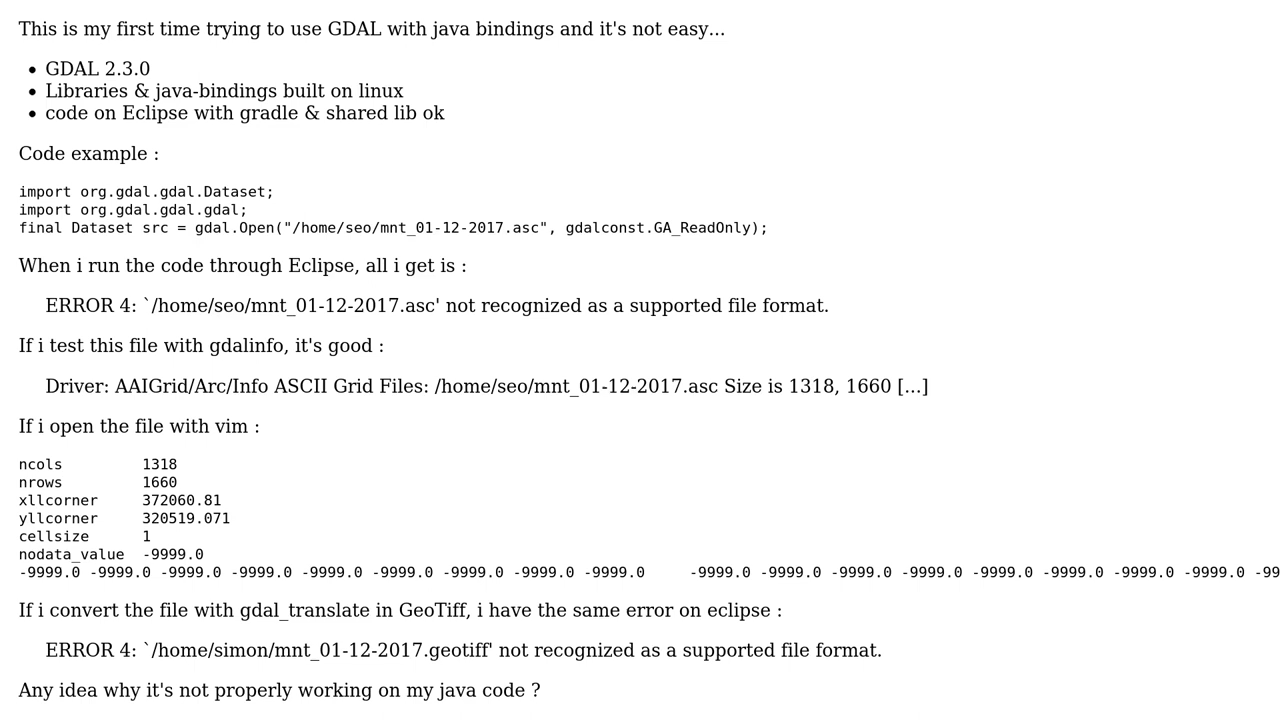 This is my first time trying to use GDAL with java bindings and it's not easy...
• GDAL 2.3.0
• Libraries & java-bindings built on linux
• code on Eclipse with gradle & shared lib ok
Code example :
import org.gdal.gdal.Dataset;
import org.gdal.gdal.gdal;
final Dataset src = gdal.Open("/home/seo/mnt_01-12-2017.asc", gdalconst.GA_ReadOnly);
When i run the code through Eclipse, all i get is :
ERROR 4: `/home/seo/mnt_01-12-2017.asc' not recognized as a supported file format.
If i test this file with gdalinfo, it's good :
Driver: AAIGrid/Arc/Info ASCII Grid Files: /home/seo/mnt_01-12-2017.asc Size is 1318, 1660 [...]
If i open the file with vim :
ncols         1318
nrows         1660
xllcorner     372060.81
yllcorner     320519.071
cellsize      1
nodata_value  -9999.0
-9999.0 -9999.0 -9999.0 -9999.0 -9999.0 -9999.0 -9999.0 -9999.0 -9999.0     -9999.0 -9999.0 -9999.0 -9999.0 -9999.0 -9999.0 -9999.0 -9999.0 -99
If i convert the file with gdal_translate in GeoTiff, i have the same error on eclipse :
ERROR 4: `/home/simon/mnt_01-12-2017.geotiff' not recognized as a supported file format.
Any idea why it's not properly working on my java code ?